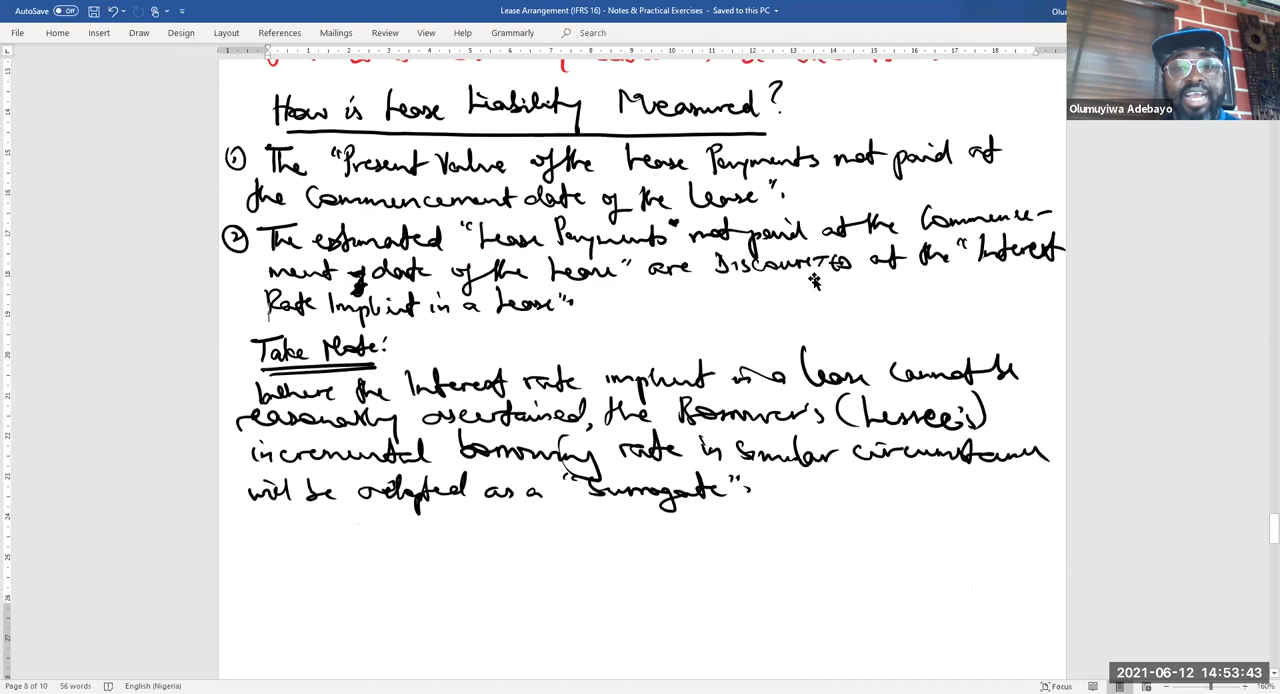 AutoSave Off
Lease Arrangement (IFRS 16) - Notes & Practical Exercises - Saved to this PC
Olu
File Home Insert Draw Design Layout References Mailings Review View Help Grammarly Search
Olumuyiwa Adebayo
How is Lease Liability Measured?
① The "Present Value of the Lease Payments not paid at
the Commencement date of the Lease".
② The estimated "Lease Payments" not paid at the Commence-
ment date of the Lease" are DISCOUNTED at the "Interest
Rate Implicit in a Lease".
Take Note:
Where the Interest rate implicit in a Lease cannot be
reasonably ascertained, the Borrower's (Lessee's)
incremental borrowing rate in similar circumstances
will be adopted as a "Surrogate".
Page 8 of 10 56 words English (Nigeria) Focus 160%
2021-06-12 14:53:43